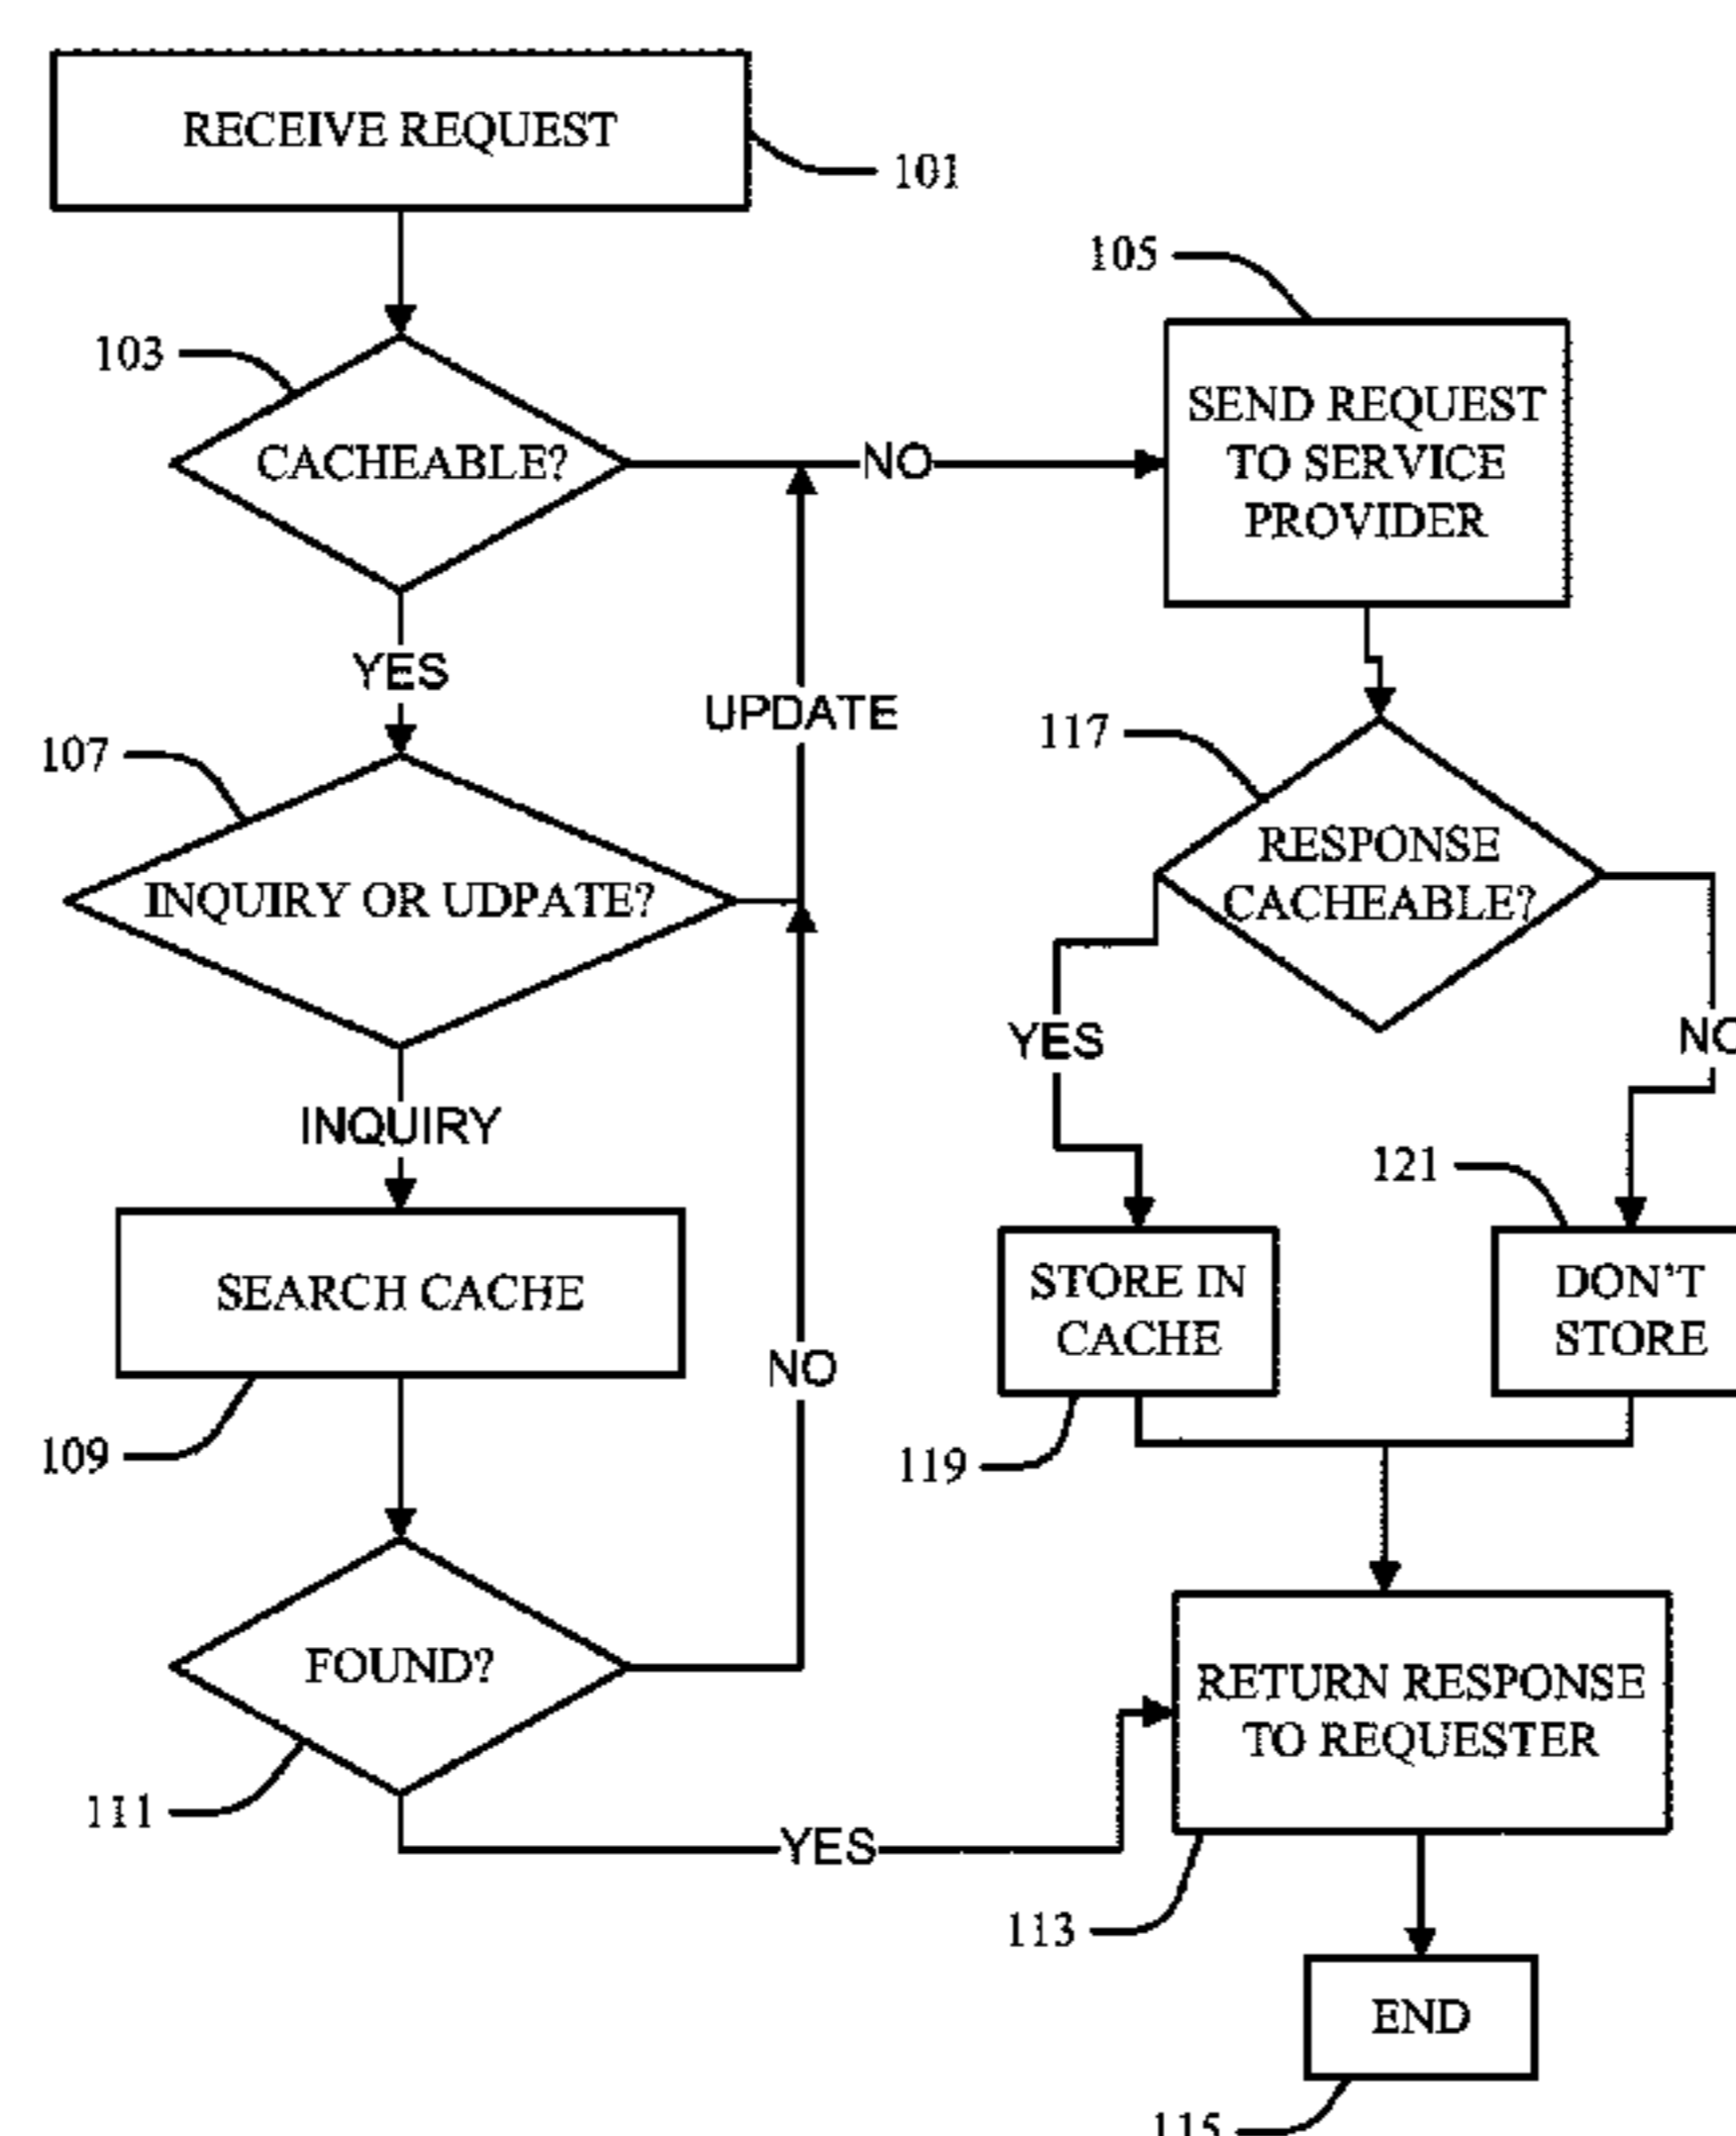 RECEIVE REQUEST
101
105
103
CACHEABLE?
NO
SEND REQUEST
TO SERVICE
PROVIDER
YES
UPDATE
107
117
INQUIRY OR UDPATE?
RESPONSE
CACHEABLE?
YES
NO
INQUIRY
121
SEARCH CACHE
STORE IN
CACHE
DON'T
STORE
NO
109
119
FOUND?
RETURN RESPONSE
TO REQUESTER
111
YES
113
END
115